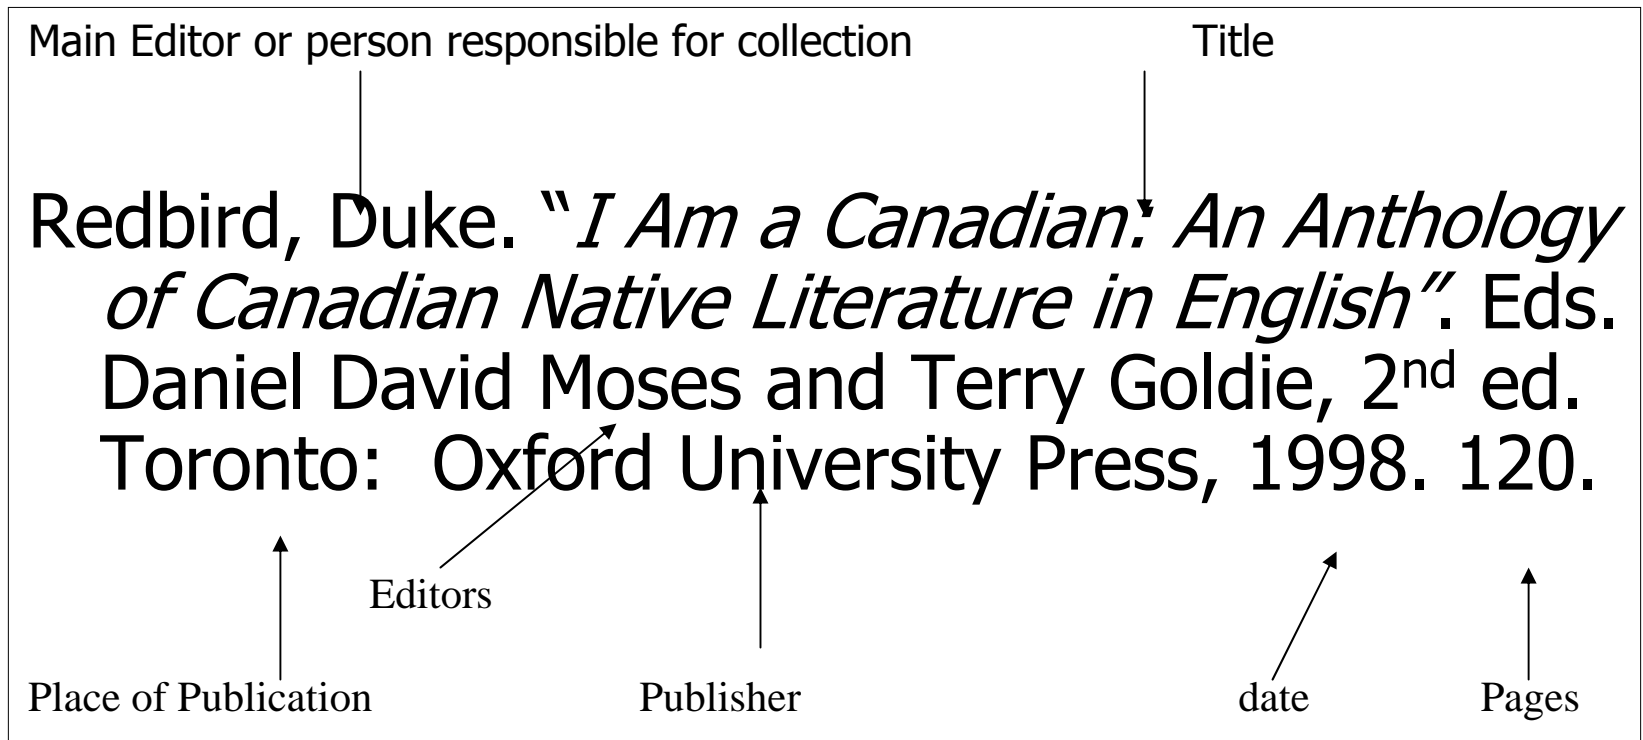 Main Editor or person responsible for collection Title
Redbird, Duke. “I Am a Canadian: An Anthology
of Canadian Native Literature in English”. Eds.
Daniel David Moses and Terry Goldie, 2nd ed.
Toronto: Oxford University Press, 1998. 120.
Editors
Place of Publication Publisher date Pages